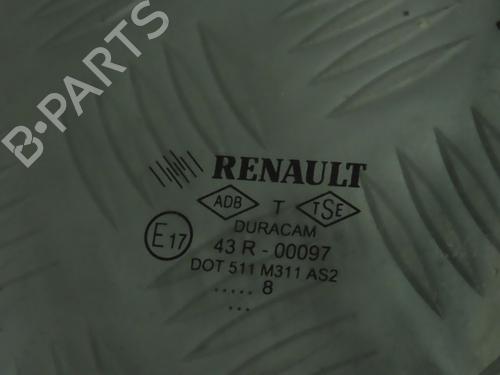 B-PARTS
RENAULT
ADB T TSE
DURACAM
E17 43 R - 00097
DOT 511 M311 AS2
..... 8
...